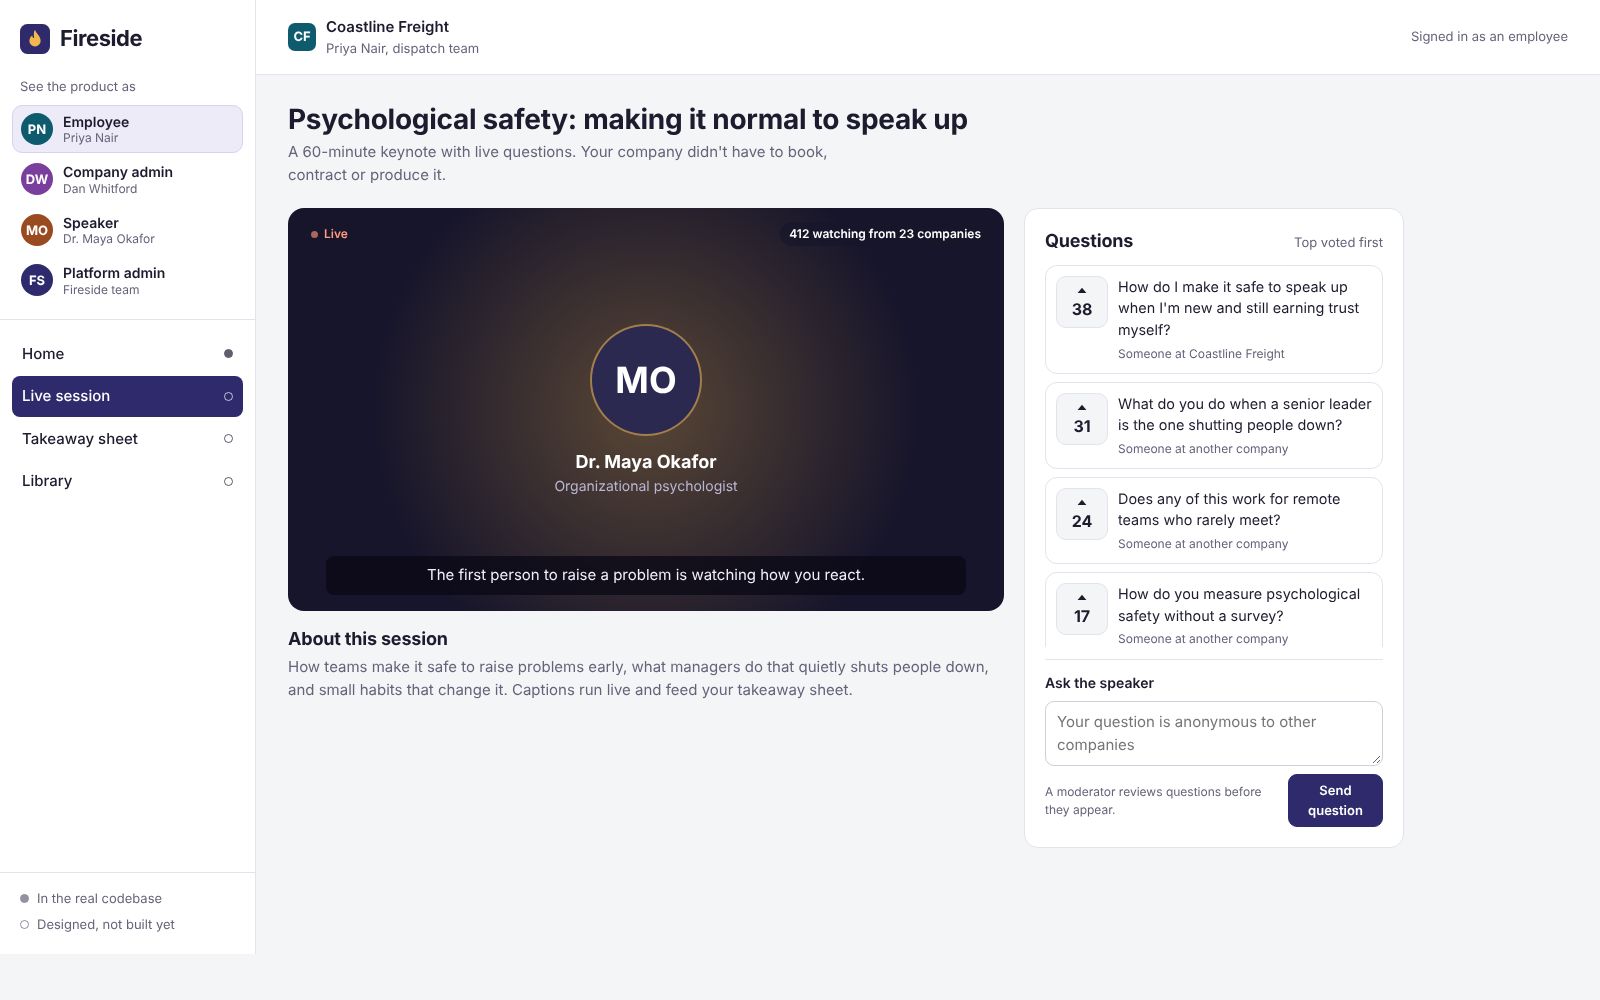 Fireside
See the product as
PN
Employee
Priya Nair
DW
Company admin
Dan Whitford
MO
Speaker
Dr. Maya Okafor
FS
Platform admin
Fireside team
Home
Live session
Takeaway sheet
Library
In the real codebase
Designed, not built yet
CF
Coastline Freight
Priya Nair, dispatch team
Signed in as an employee
Psychological safety: making it normal to speak up
A 60-minute keynote with live questions. Your company didn't have to book,
contract or produce it.
Live
412 watching from 23 companies
MO
Dr. Maya Okafor
Organizational psychologist
The first person to raise a problem is watching how you react.
About this session
How teams make it safe to raise problems early, what managers do that quietly shuts people down,
and small habits that change it. Captions run live and feed your takeaway sheet.
Questions
Top voted first
38
How do I make it safe to speak up
when I'm new and still earning trust
myself?
Someone at Coastline Freight
31
What do you do when a senior leader
is the one shutting people down?
Someone at another company
24
Does any of this work for remote
teams who rarely meet?
Someone at another company
17
How do you measure psychological
safety without a survey?
Someone at another company
Ask the speaker
Your question is anonymous to other
companies
A moderator reviews questions before
they appear.
Send
question